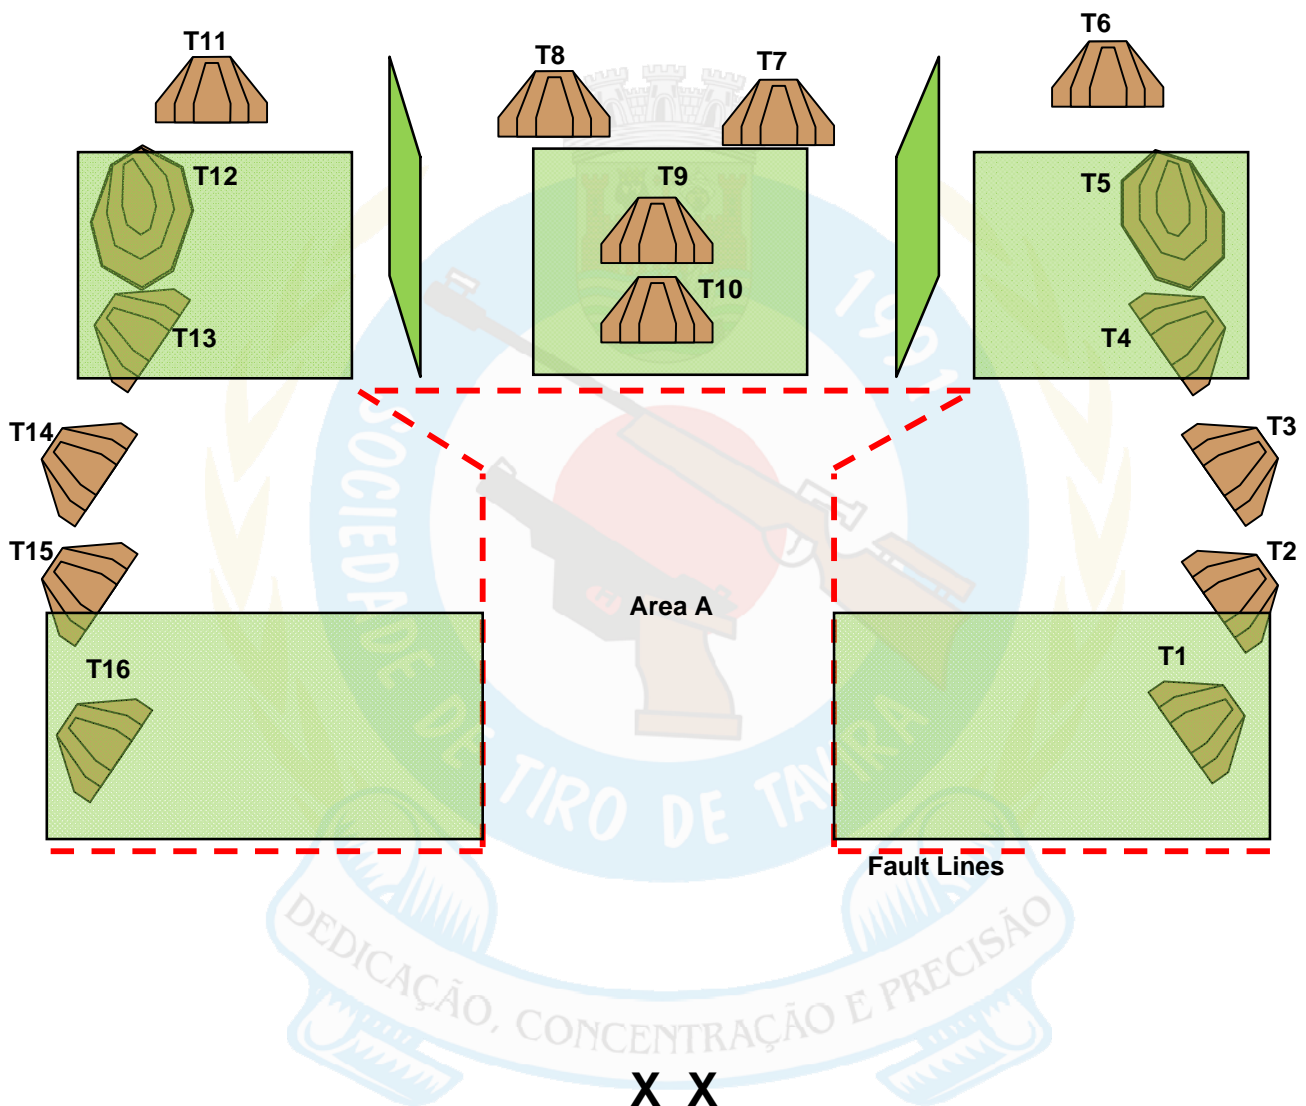 T6
T11
T8
T7
T12
T9
T5
T10
T13
T4
1921
T14
T3
SOCIEDADE DE TIRO DE TAVIRA
T15
T2
Area A
T16
T1
Fault Lines
DEDICAÇÃO, CONCENTRAÇÃO E PRECISÃO
X X